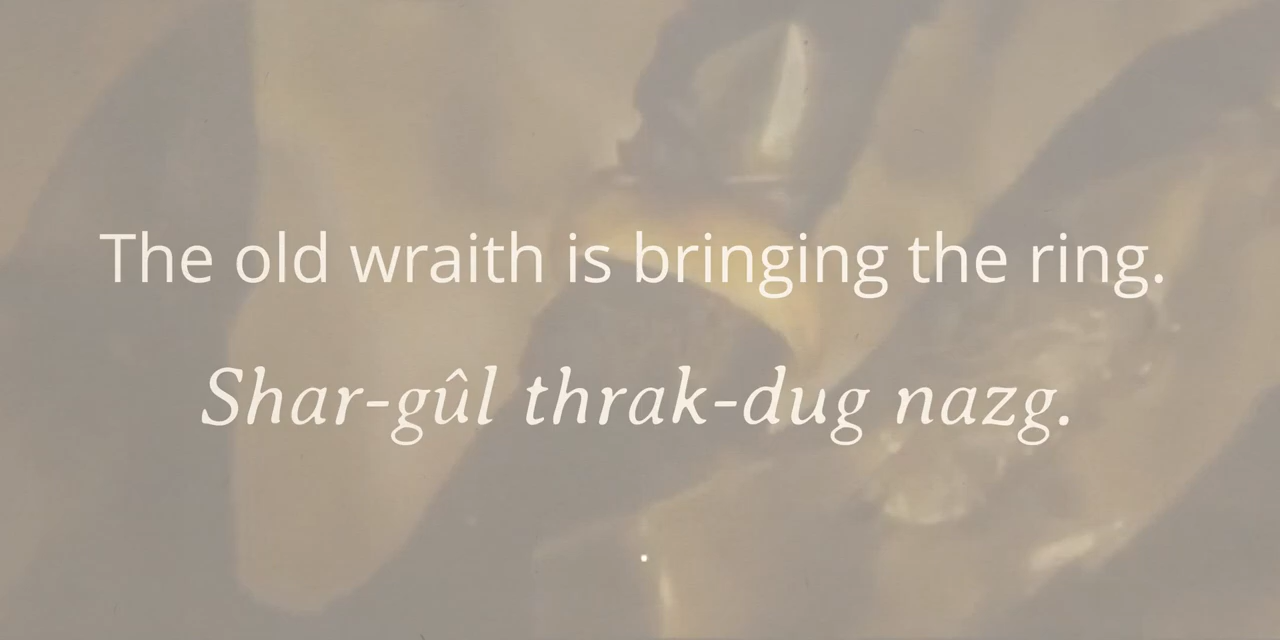 The old wraith is bringing the ring.
Shar-gûl thrak-dug nazg.